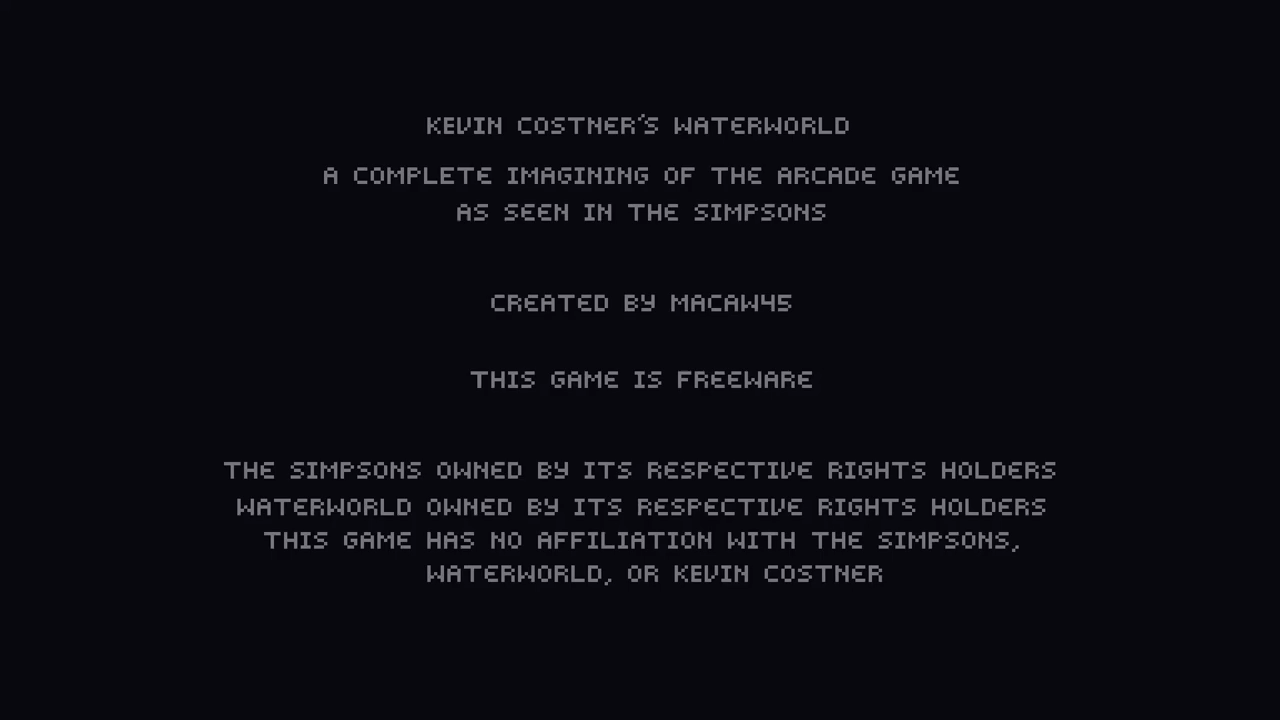 KEVIN COSTNER'S WATERWORLD
A COMPLETE IMAGINING OF THE ARCADE GAME
AS SEEN IN THE SIMPSONS
CREATED BY MACAW45
THIS GAME IS FREEWARE
THE SIMPSONS OWNED BY ITS RESPECTIVE RIGHTS HOLDERS
WATERWORLD OWNED BY ITS RESPECTIVE RIGHTS HOLDERS
THIS GAME HAS NO AFFILIATION WITH THE SIMPSONS,
WATERWORLD, OR KEVIN COSTNER